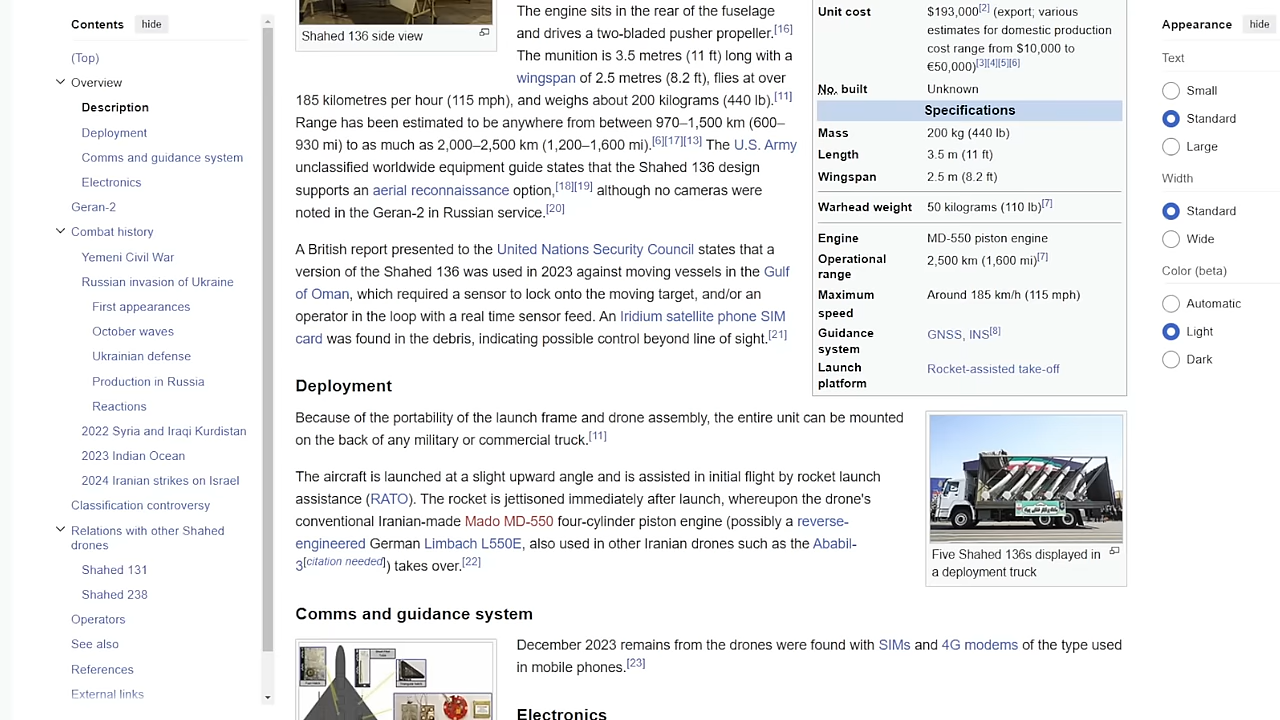 Contents hide
(Top)
Overview
Description
Deployment
Comms and guidance system
Electronics
Geran-2
Combat history
Yemeni Civil War
Russian invasion of Ukraine
First appearances
October waves
Ukrainian defense
Production in Russia
Reactions
2022 Syria and Iraqi Kurdistan
2023 Indian Ocean
2024 Iranian strikes on Israel
Classification controversy
Relations with other Shahed
drones
Shahed 131
Shahed 238
Operators
See also
References
External links
Shahed 136 side view
The engine sits in the rear of the fuselage
and drives a two-bladed pusher propeller.[16]
The munition is 3.5 metres (11 ft) long with a
wingspan of 2.5 metres (8.2 ft), flies at over
185 kilometres per hour (115 mph), and weighs about 200 kilograms (440 lb).[11]
Range has been estimated to be anywhere from between 970–1,500 km (600–
930 mi) to as much as 2,000–2,500 km (1,200–1,600 mi).[6][17][13] The U.S. Army
unclassified worldwide equipment guide states that the Shahed 136 design
supports an aerial reconnaissance option,[18][19] although no cameras were
noted in the Geran-2 in Russian service.[20]
A British report presented to the United Nations Security Council states that a
version of the Shahed 136 was used in 2023 against moving vessels in the Gulf
of Oman, which required a sensor to lock onto the moving target, and/or an
operator in the loop with a real time sensor feed. An Iridium satellite phone SIM
card was found in the debris, indicating possible control beyond line of sight.[21]
Unit cost $193,000[2] (export; various
estimates for domestic production
cost range from $10,000 to
€50,000)[3][4][5][6]
No. built Unknown
Specifications
Mass 200 kg (440 lb)
Length 3.5 m (11 ft)
Wingspan 2.5 m (8.2 ft)
Warhead weight 50 kilograms (110 lb)[7]
Engine MD-550 piston engine
Operational 2,500 km (1,600 mi)[7]
range
Maximum Around 185 km/h (115 mph)
speed
Guidance GNSS, INS[8]
system
Launch Rocket-assisted take-off
platform
Deployment
Because of the portability of the launch frame and drone assembly, the entire unit can be mounted
on the back of any military or commercial truck.[11]
The aircraft is launched at a slight upward angle and is assisted in initial flight by rocket launch
assistance (RATO). The rocket is jettisoned immediately after launch, whereupon the drone's
conventional Iranian-made Mado MD-550 four-cylinder piston engine (possibly a reverse-
engineered German Limbach L550E, also used in other Iranian drones such as the Ababil-
3[citation needed]) takes over.[22]
Five Shahed 136s displayed in
a deployment truck
Comms and guidance system
December 2023 remains from the drones were found with SIMs and 4G modems of the type used
in mobile phones.[23]
Electronics
Appearance hide
Text
Small
Standard
Large
Width
Standard
Wide
Color (beta)
Automatic
Light
Dark